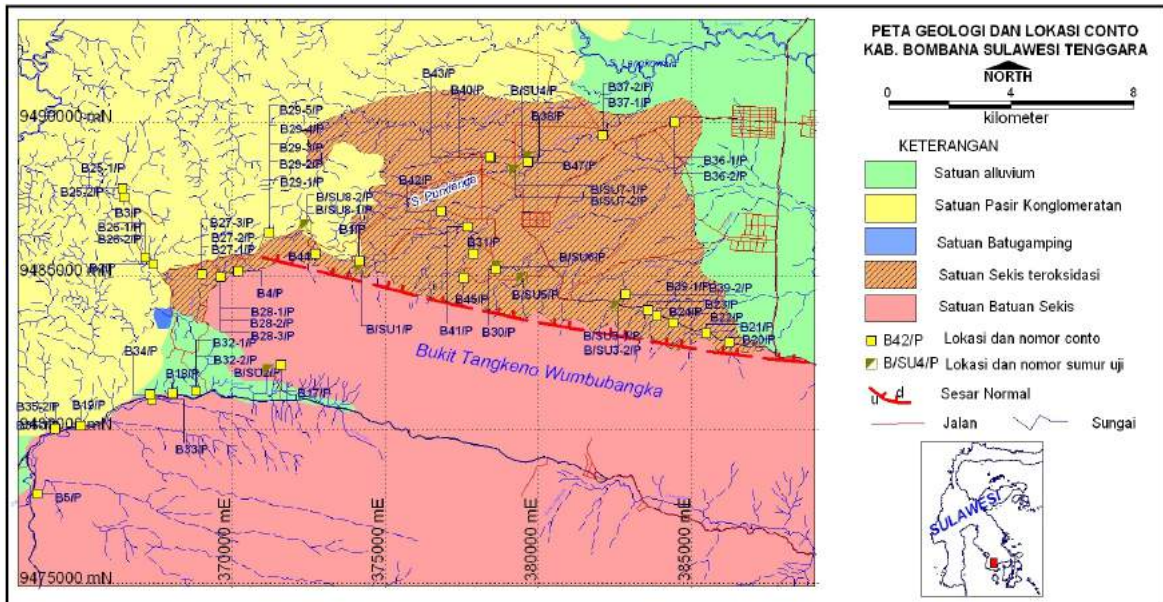 PETA GEOLOGI DAN LOKASI CONTO
KAB. BOMBANA SULAWESI TENGGARA
NORTH
0 4 8
kilometer
KETERANGAN
Satuan alluvium
Satuan Pasir Konglomeratan
Satuan Batugamping
Satuan Sekis teroksidasi
Satuan Batuan Sekis
B42/P Lokasi dan nomor conto
B/SU4/P Lokasi dan nomor sumur uji
u d Sesar Normal
Jalan Sungai
SULAWESI
B43/P
B40/P
B/SU4/P
B38/P
B37-2/P
B37-1/P
9490000 mN
B29-5/P
B29-4/P
B29-3/P
B29-2/P
B29-1/P
B42/P
B47/P
B36-1/P
B36-2/P
B25-1/P
B25-2/P
B3/P
B26-1/P
B26-2/P
B27-3/P
B27-2/P
B27-1/P
B/SU8-2/P
B/SU8-1/P
B1/P
S. Pundanga
B/SU7-1/P
B/SU7-2/P
B31/P
B/SU6/P
9485000 mN
B4/P
B45/P
B/SU5/P
B39-1/P
B39-2/P
B23/P
B24/P
B22/P
B21/P
B20/P
B28-1/P
B28-2/P
B28-3/P
B/SU1/P
B41/P
B30/P
B/SU3-2/P
B34/P
B32-1/P
B32-2/P
B18/P
B/SU2/P
B17/P
Bukit Tangkeno Wumbubangka
B35-2/P
B19/P
B33/P
B5/P
370000 mE
375000 mE
380000 mE
385000 mE
9475000 mN